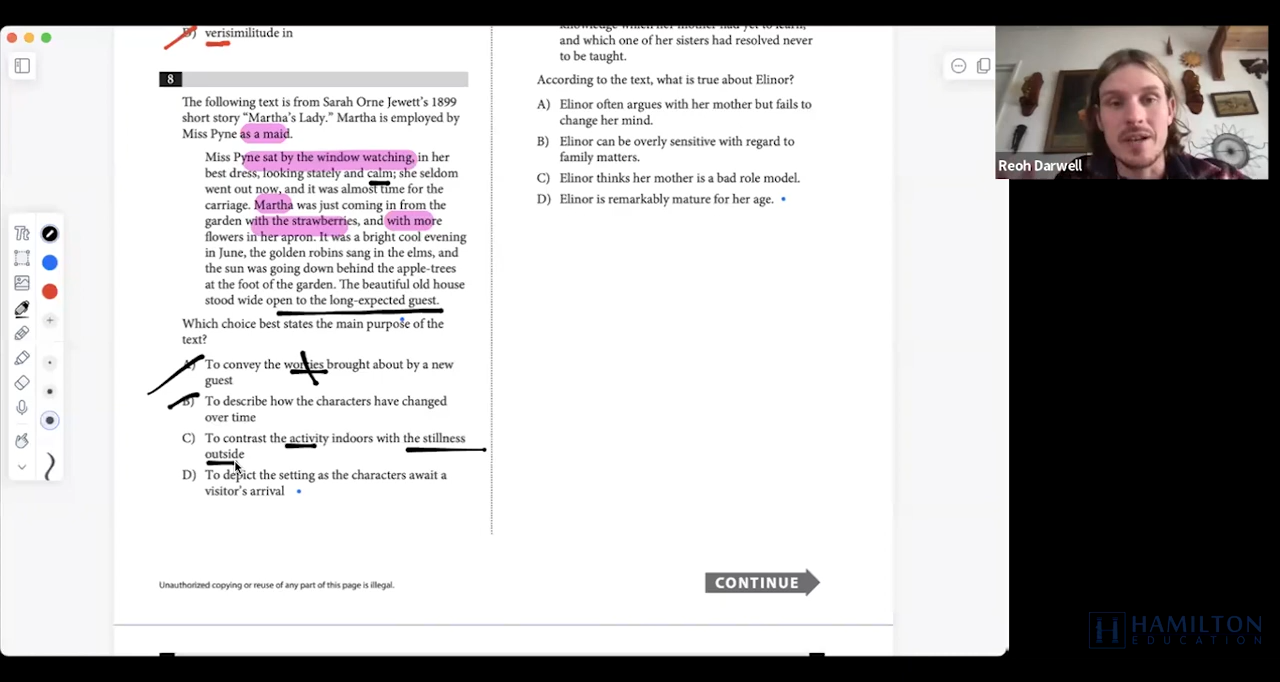 B) verisimilitude in
8
The following text is from Sarah Orne Jewett's 1899
short story "Martha's Lady." Martha is employed by
Miss Pyne as a maid.
Miss Pyne sat by the window watching, in her
best dress, looking stately and calm; she seldom
went out now, and it was almost time for the
carriage. Martha was just coming in from the
garden with the strawberries, and with more
flowers in her apron. It was a bright cool evening
in June, the golden robins sang in the elms, and
the sun was going down behind the apple-trees
at the foot of the garden. The beautiful old house
stood wide open to the long-expected guest.
Which choice best states the main purpose of the
text?
A) To convey the worries brought about by a new
guest
B) To describe how the characters have changed
over time
C) To contrast the activity indoors with the stillness
outside
D) To depict the setting as the characters await a
visitor's arrival
knowledge which her mother had yet to learn,
and which one of her sisters had resolved never
to be taught.
According to the text, what is true about Elinor?
A) Elinor often argues with her mother but fails to
change her mind.
B) Elinor can be overly sensitive with regard to
family matters.
C) Elinor thinks her mother is a bad role model.
D) Elinor is remarkably mature for her age.
Unauthorized copying or reuse of any part of this page is illegal.
CONTINUE
Reoh Darwell
HAMILTON
EDUCATION